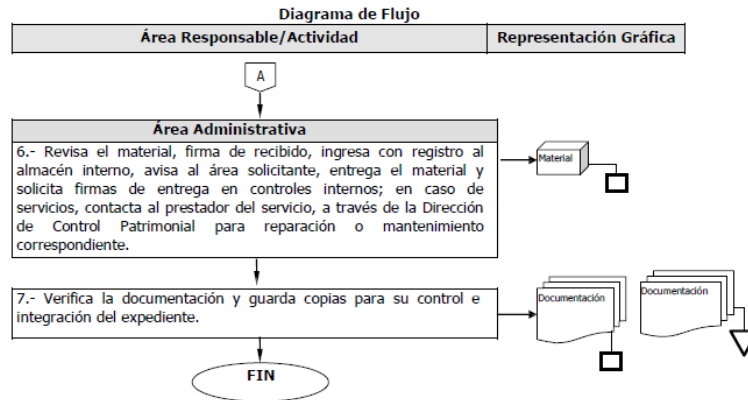 Diagrama de Flujo
Área Responsable/Actividad
Representación Gráfica
A
Área Administrativa
6.- Revisa el material, firma de recibido, ingresa con registro al
almacén interno, avisa al área solicitante, entrega el material y
solicita firmas de entrega en controles internos; en caso de
servicios, contacta al prestador del servicio, a través de la Dirección
de Control Patrimonial para reparación o mantenimiento
correspondiente.
Material
7.- Verifica la documentación y guarda copias para su control e
integración del expediente.
Documentación
Documentación
FIN